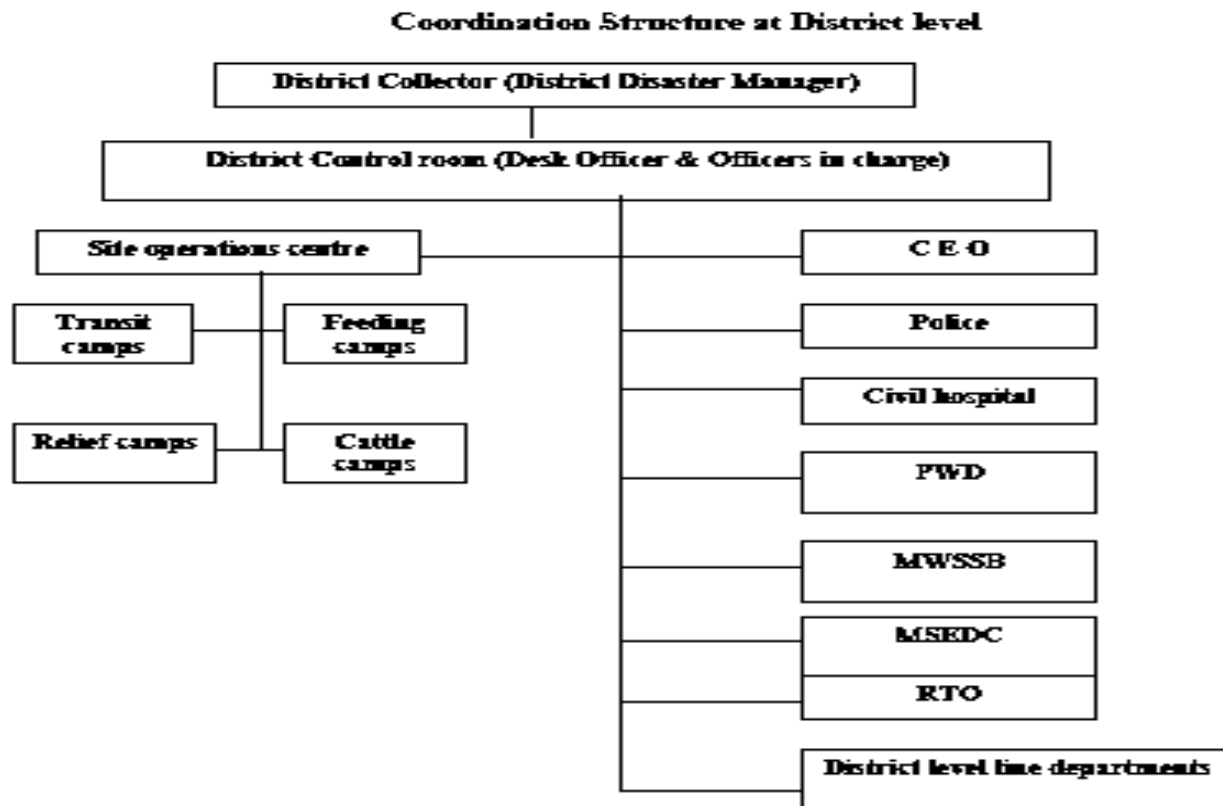 Coordination Structure at District level
District Collector (District Disaster Manager)
District Control room (Desk Officer & Officers in charge)
Site operations centre
C E O
Transit
camps
Feeding
camps
Police
Civil hospital
Relief camps
Cattle
camps
PWD
MWSSB
MSEDC
RTO
District level line departments